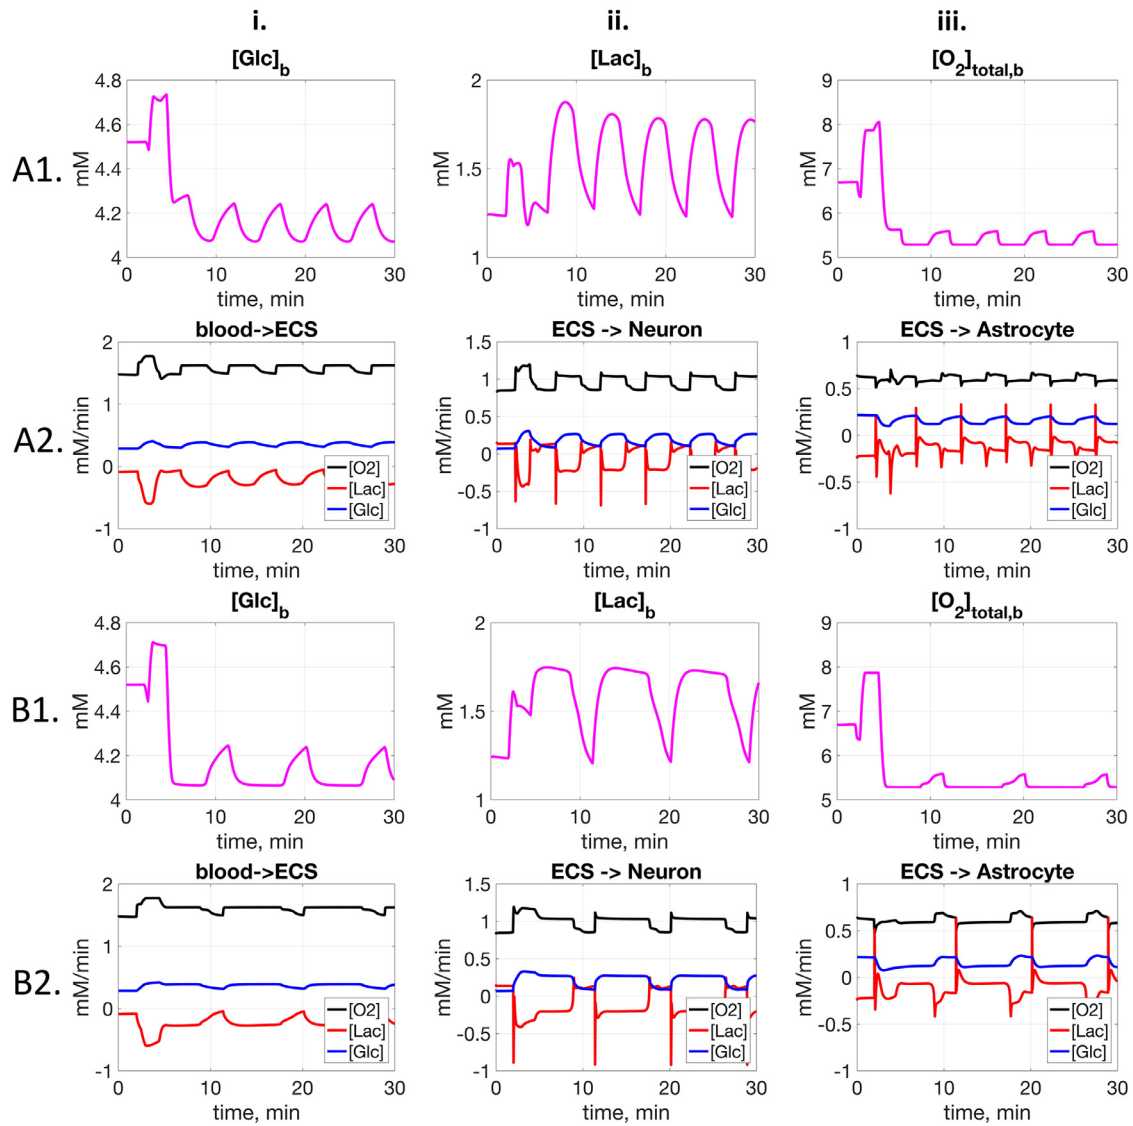 i. ii. iii.
[Glc]b [Lac]b [O2]total,b
A1.
mM mM mM
4.8 4.6 4.4 4.2 4
2 1.5 1
9 8 7 6 5
0 10 20 30 0 10 20 30 0 10 20 30
time, min time, min time, min
blood->ECS ECS -> Neuron ECS -> Astrocyte
A2.
mM/min mM/min mM/min
2 1 0 -1
1.5 1 0.5 0 -0.5 -1
1 0.5 0 -0.5 -1
[O2] [O2] [O2]
[Lac] [Lac] [Lac]
[Glc] [Glc] [Glc]
0 10 20 30 0 10 20 30 0 10 20 30
time, min time, min time, min
[Glc]b [Lac]b [O2]total,b
B1.
mM mM mM
4.8 4.6 4.4 4.2 4
2 1.5 1
9 8 7 6 5
0 10 20 30 0 10 20 30 0 10 20 30
time, min time, min time, min
blood->ECS ECS -> Neuron ECS -> Astrocyte
B2.
mM/min mM/min mM/min
2 1 0 -1
1.5 1 0.5 0 -0.5 -1
1 0.5 0 -0.5 -1
[O2] [O2] [O2]
[Lac] [Lac] [Lac]
[Glc] [Glc] [Glc]
0 10 20 30 0 10 20 30 0 10 20 30
time, min time, min time, min